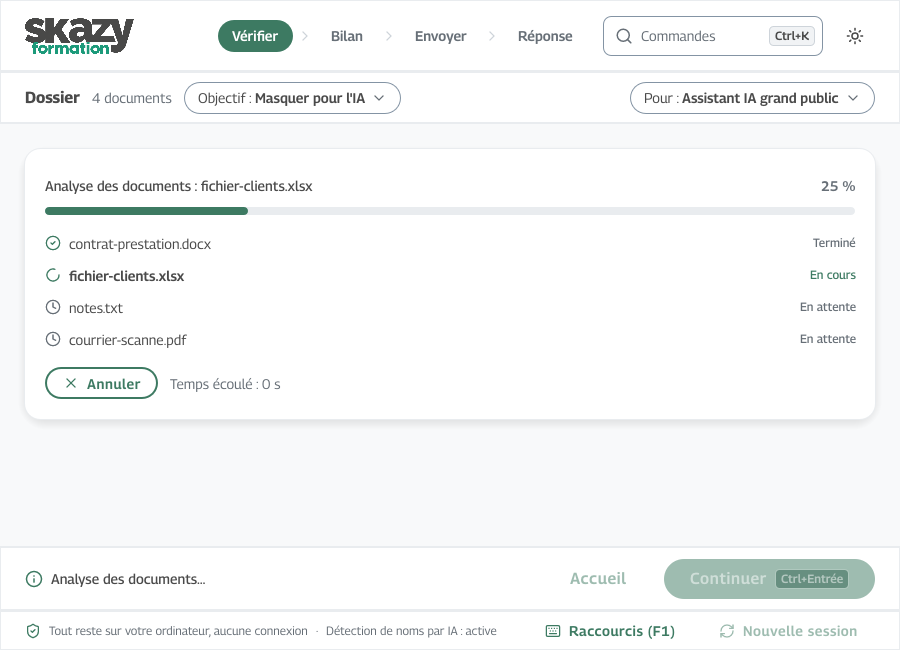 skazy
formation
Vérifier
Bilan
Envoyer
Réponse
Commandes
Ctrl+K
Dossier
4 documents
Objectif : Masquer pour l'IA
Pour : Assistant IA grand public
Analyse des documents : fichier-clients.xlsx
25 %
contrat-prestation.docx
Terminé
fichier-clients.xlsx
En cours
notes.txt
En attente
courrier-scanne.pdf
En attente
Annuler
Temps écoulé : 0 s
Analyse des documents...
Accueil
Continuer
Ctrl+Entrée
Tout reste sur votre ordinateur, aucune connexion · Détection de noms par IA : active
Raccourcis (F1)
Nouvelle session